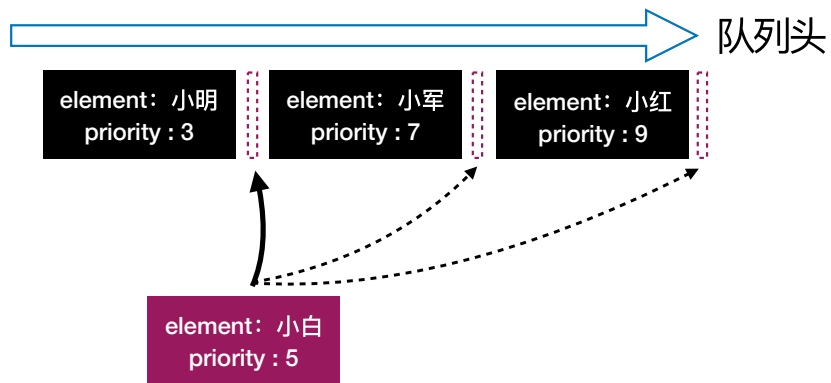 队列头
element：小明
priority : 3
element：小军
priority : 7
element：小红
priority : 9
element：小白
priority : 5